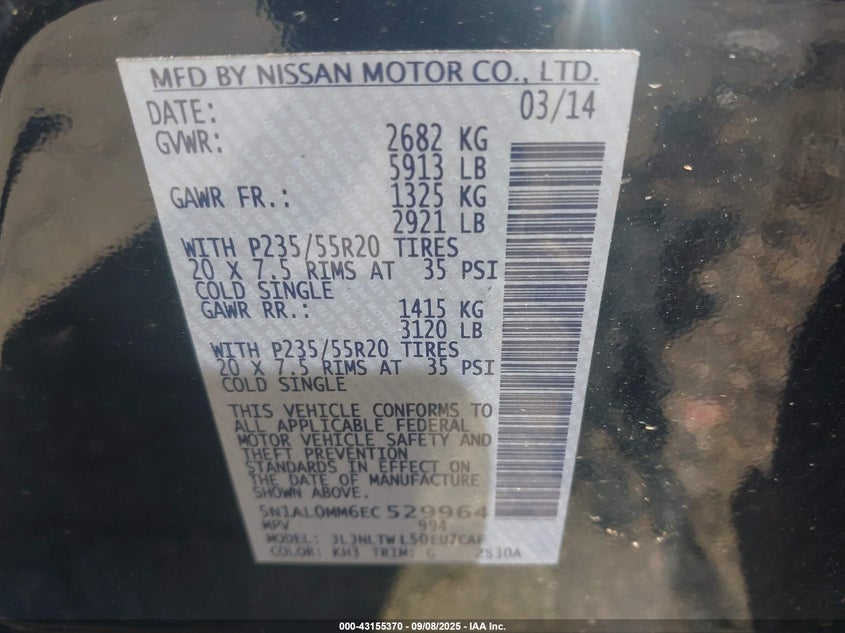 MFD BY NISSAN MOTOR CO., LTD.
DATE: 03/14
GVWR: 2682 KG
5913 LB
GAWR FR.: 1325 KG
2921 LB
WITH P235/55R20 TIRES
20 X 7.5 RIMS AT 35 PSI
COLD SINGLE
GAWR RR.: 1415 KG
3120 LB
WITH P235/55R20 TIRES
20 X 7.5 RIMS AT 35 PSI
COLD SINGLE
THIS VEHICLE CONFORMS TO
ALL APPLICABLE FEDERAL
MOTOR VEHICLE SAFETY AND
THEFT PREVENTION
STANDARDS IN EFFECT ON
THE DATE OF MANUFACTURE
SHOWN ABOVE.
5N1AL0MM6EC 529964
MPV 994
MODEL: JLJNLTW L50EU7CAF
COLOR: KH3 TRIM: G 2S30A
000-43155370 - 09/08/2025 - IAA Inc.